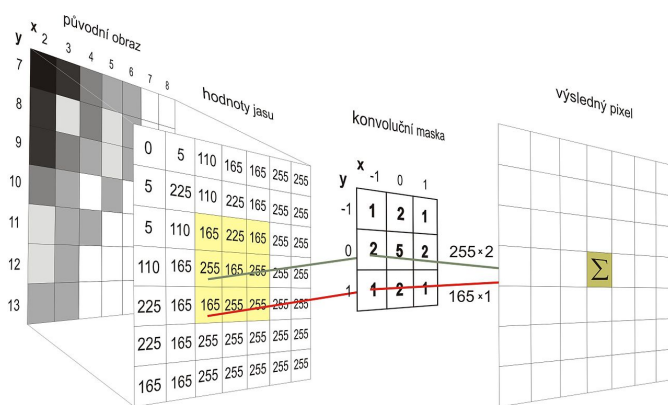 původní obraz
x
y
2 3 4 5 6 7 8
7
8
9
10
11
12
13
hodnoty jasu
0 5 110 165 165 255 255
5 225 110 225 165 255 255
5 110 165 225 165 255 255
110 165 255 165 255 255 255
225 165 165 255 255 255 255
225 165 255 255 255 255 255
165 165 255 255 255 255 255
konvoluční maska
x
y
-1 0 1
-1 1 2 1
0 2 5 2
1 1 2 1
255×2
165×1
výsledný pixel
Σ